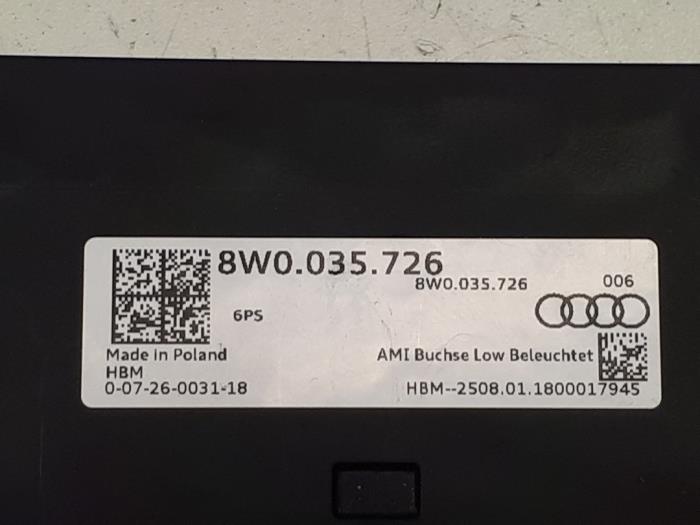 8W0.035.726
8W0.035.726 006
6PS
Made in Poland
AMI Buchse Low Beleuchtet
HBM
0-07-26-0031-18
HBM--2508.01.1800017945